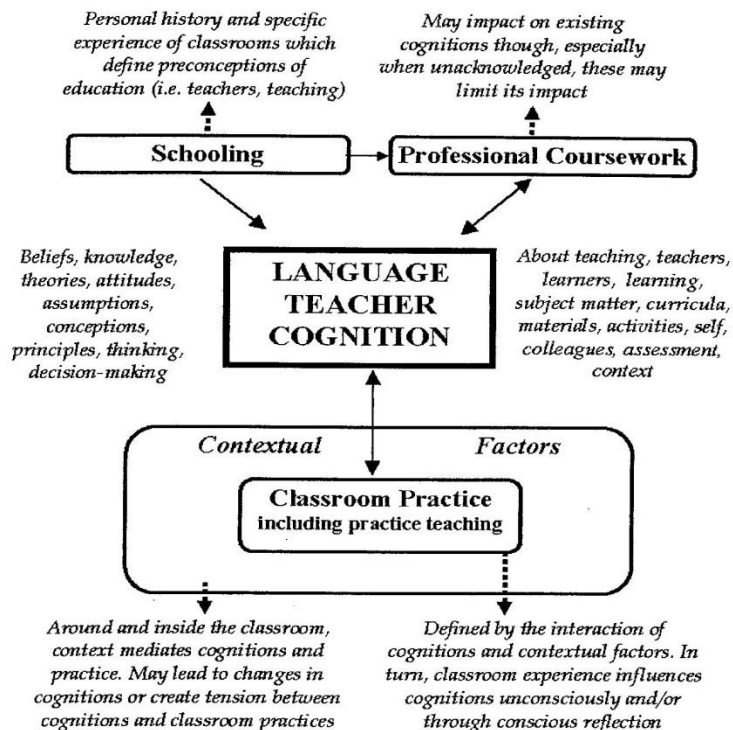 Personal history and specific
experience of classrooms which
define preconceptions of
education (i.e. teachers, teaching)
May impact on existing
cognitions though, especially
when unacknowledged, these may
limit its impact
Schooling
Professional Coursework
Beliefs, knowledge,
theories, attitudes,
assumptions,
conceptions,
principles, thinking,
decision-making
LANGUAGE
TEACHER
COGNITION
About teaching, teachers,
learners, learning,
subject matter, curricula,
materials, activities, self,
colleagues, assessment,
context
Contextual Factors
Classroom Practice
including practice teaching
Around and inside the classroom,
context mediates cognitions and
practice. May lead to changes in
cognitions or create tension between
cognitions and classroom practices
Defined by the interaction of
cognitions and contextual factors. In
turn, classroom experience influences
cognitions unconsciously and/or
through conscious reflection